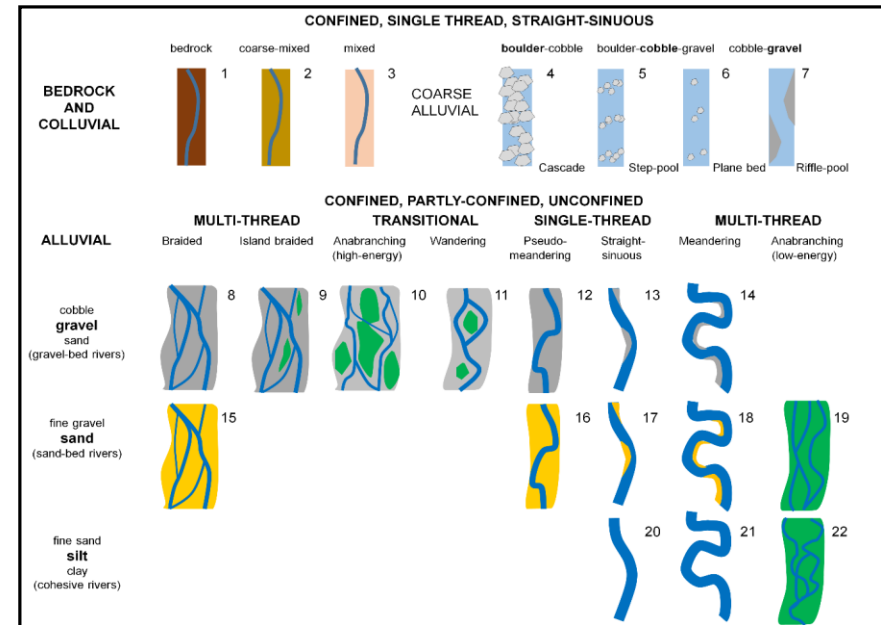 CONFINED, SINGLE THREAD, STRAIGHT-SINUOUS
bedrock coarse-mixed mixed boulder-cobble boulder-cobble-gravel cobble-gravel
1 2 3 4 5 6 7
BEDROCK
AND
COLLUVIAL
COARSE
ALLUVIAL
Cascade Step-pool Plane bed Riffle-pool
CONFINED, PARTLY-CONFINED, UNCONFINED
MULTI-THREAD TRANSITIONAL SINGLE-THREAD MULTI-THREAD
ALLUVIAL
Braided Island braided Anabranching Wandering Pseudo- Straight- Meandering Anabranching
(high-energy) meandering sinuous (low-energy)
8 9 10 11 12 13 14
cobble
gravel
sand
(gravel-bed rivers)
15 16 17 18 19
fine gravel
sand
(sand-bed rivers)
20 21 22
fine sand
silt
clay
(cohesive rivers)